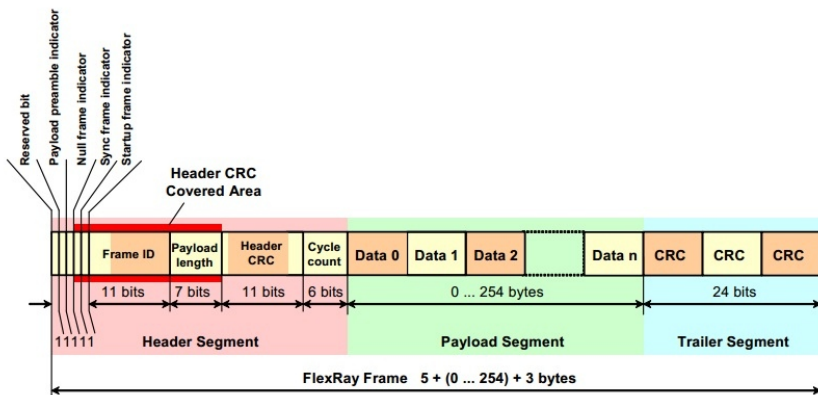 Reserved bit
Payload preamble indicator
Null frame indicator
Sync frame indicator
Startup frame indicator
Header CRC
Covered Area
Frame ID
Payload
length
Header
CRC
Cycle
count
Data 0
Data 1
Data 2
Data n
CRC
CRC
CRC
11 bits
7 bits
11 bits
6 bits
0 ... 254 bytes
24 bits
11111
Header Segment
Payload Segment
Trailer Segment
FlexRay Frame 5 + (0 ... 254) + 3 bytes